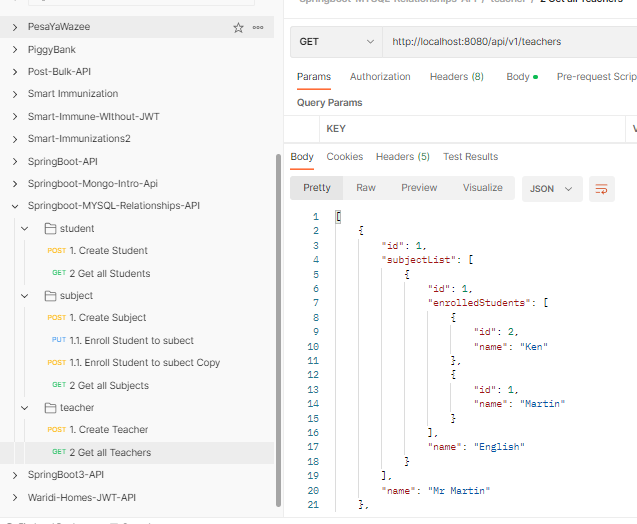 Springboot-MYSQL-Relationships-API / teacher / 2 Get all Teachers
PesaYaWazee
PiggyBank
Post-Bulk-API
Smart Immunization
Smart-Immune-WIthout-JWT
Smart-Immunizations2
SpringBoot-API
Springboot-Mongo-Intro-Api
Springboot-MYSQL-Relationships-API
student
POST 1. Create Student
GET 2 Get all Students
subject
POST 1. Create Subject
PUT 1.1. Enroll Student to subect
POST 1.1. Enroll Student to subect Copy
GET 2 Get all Subjects
teacher
POST 1. Create Teacher
GET 2 Get all Teachers
SpringBoot3-API
Waridi-Homes-JWT-API
GET http://localhost:8080/api/v1/teachers
Params Authorization Headers (8) Body Pre-request Scrip
Query Params
KEY V
Body Cookies Headers (5) Test Results
Pretty Raw Preview Visualize JSON
1 [
2 {
3 "id": 1,
4 "subjectList": [
5 {
6 "id": 1,
7 "enrolledStudents": [
8 {
9 "id": 2,
10 "name": "Ken"
11 },
12 {
13 "id": 1,
14 "name": "Martin"
15 }
16 ],
17 "name": "English"
18 }
19 ],
20 "name": "Mr Martin"
21 },